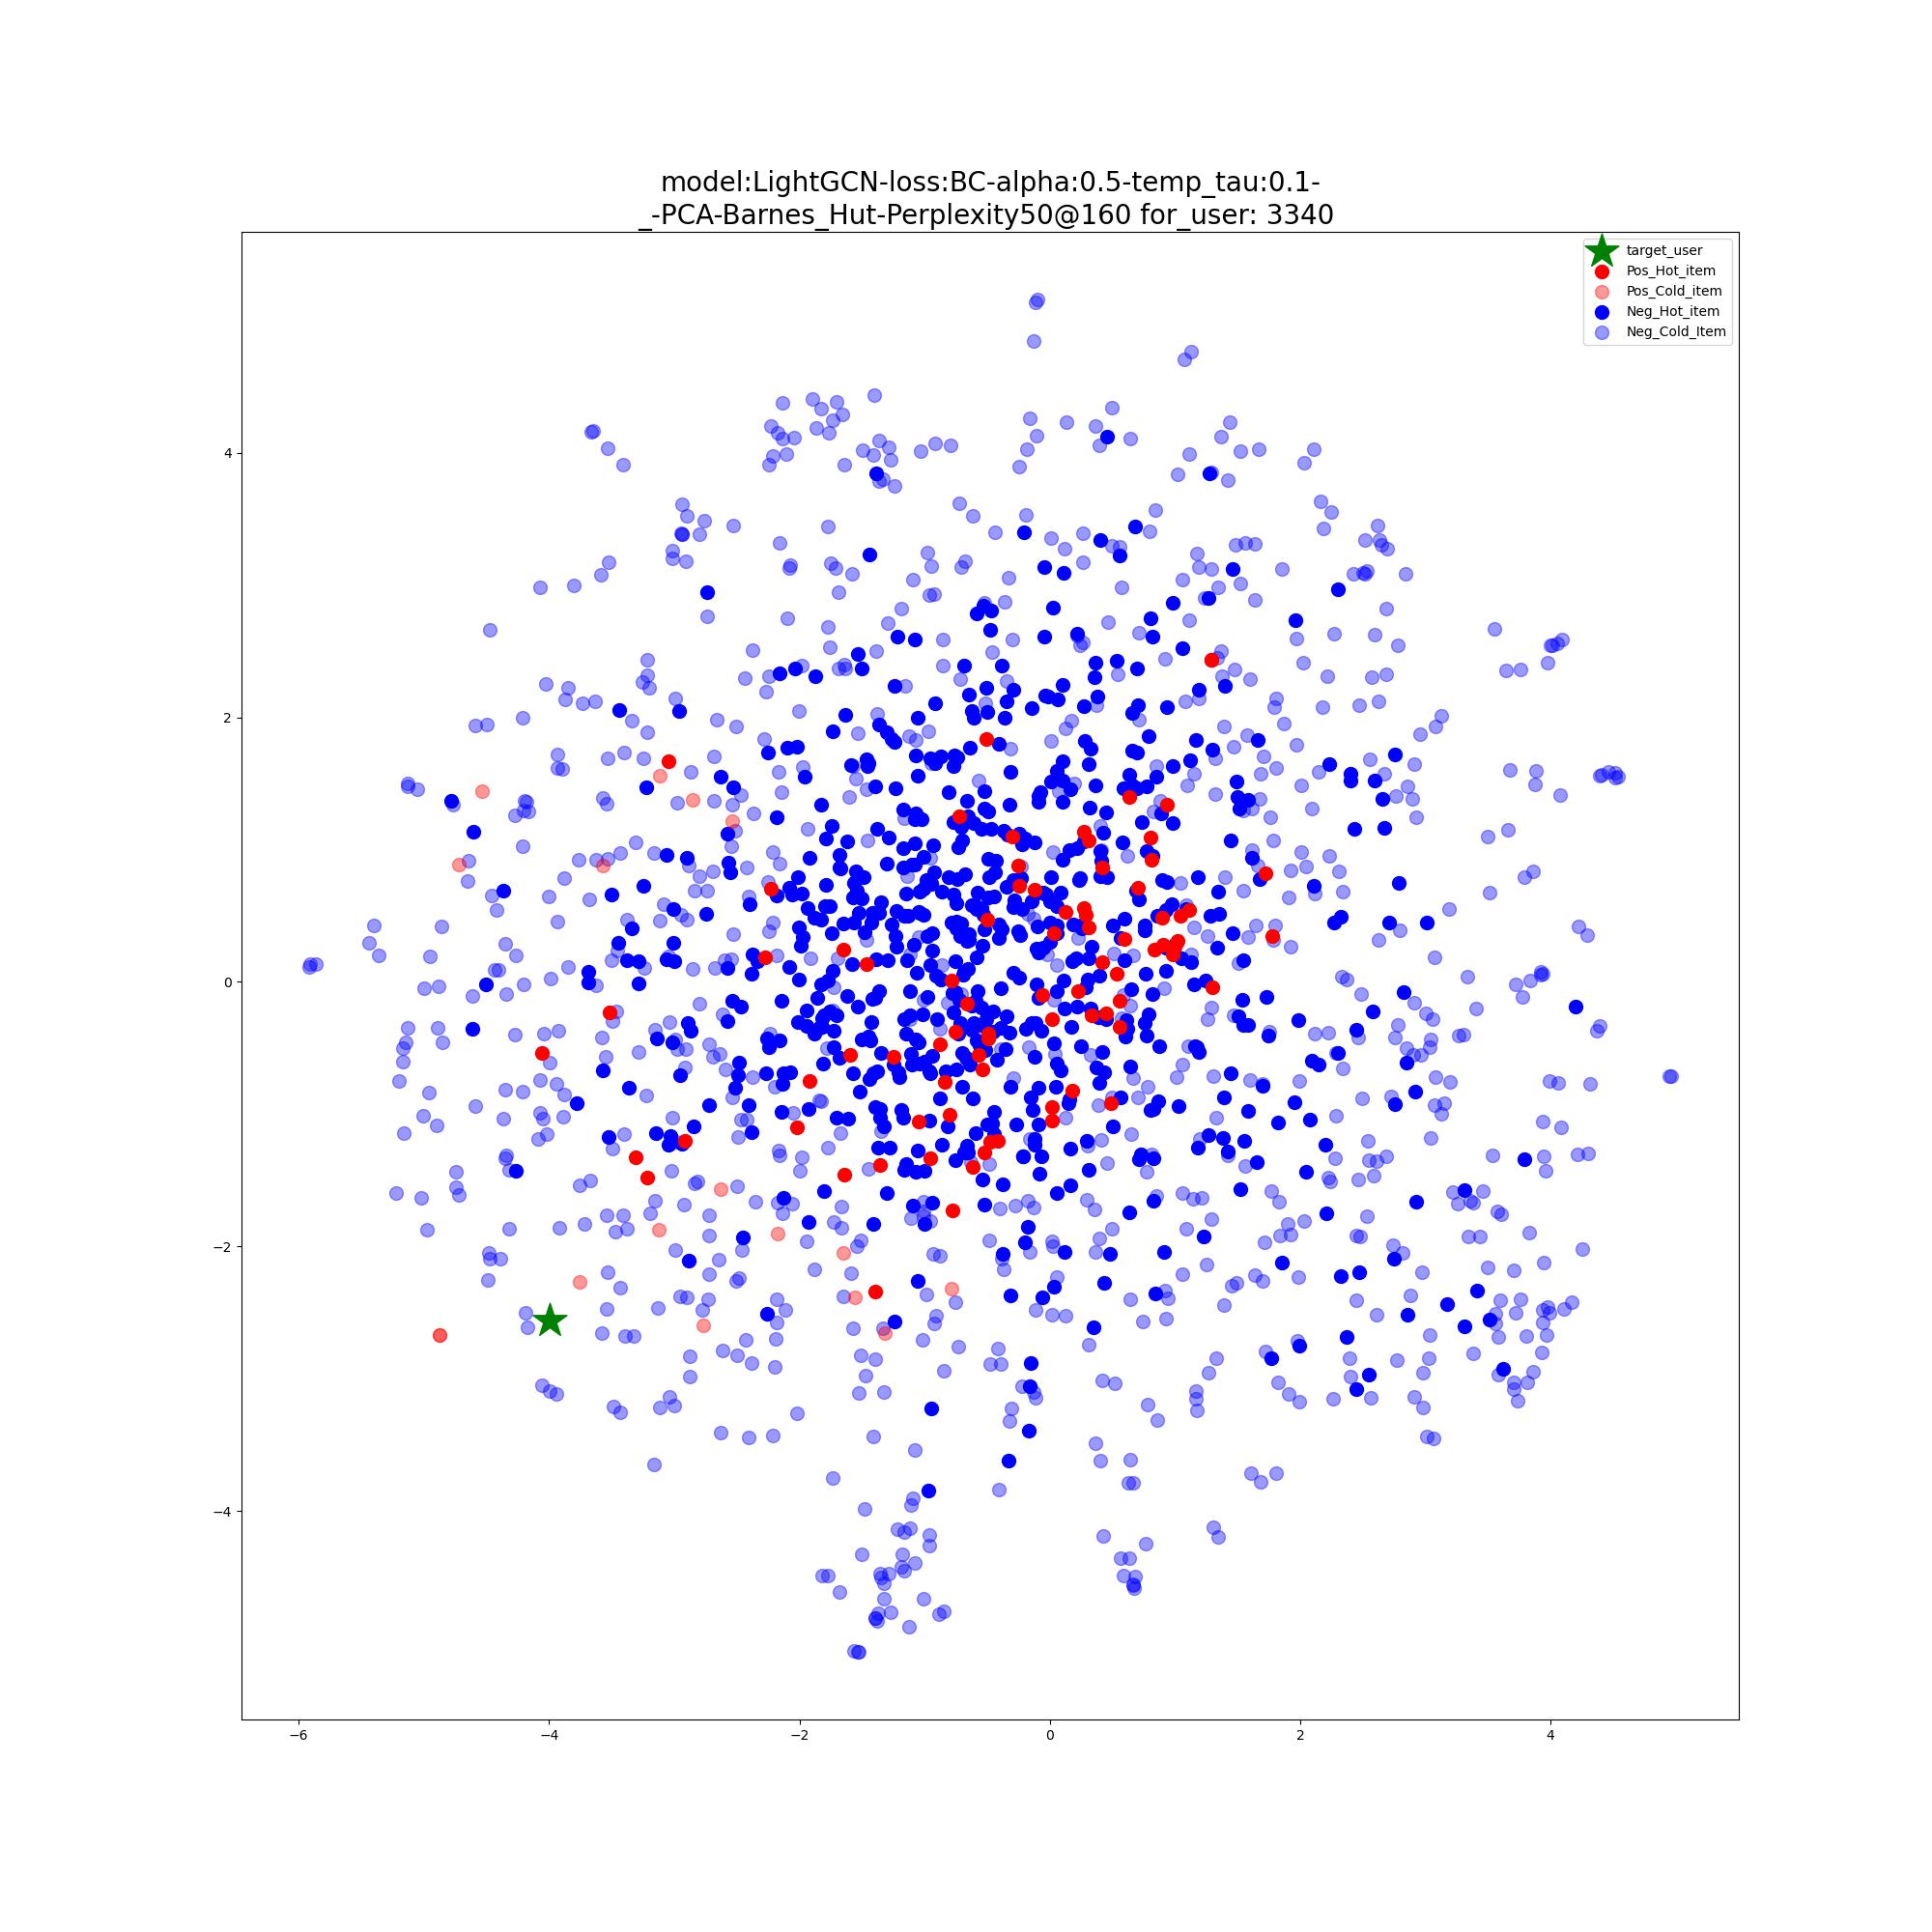 model:LightGCN-loss:BC-alpha:0.5-temp_tau:0.1-
_-PCA-Barnes_Hut-Perplexity50@160 for_user: 3340
target_user
Pos_Hot_item
Pos_Cold_item
Neg_Hot_item
Neg_Cold_Item
4
2
0
−2
−4
−6
−4
−2
0
2
4